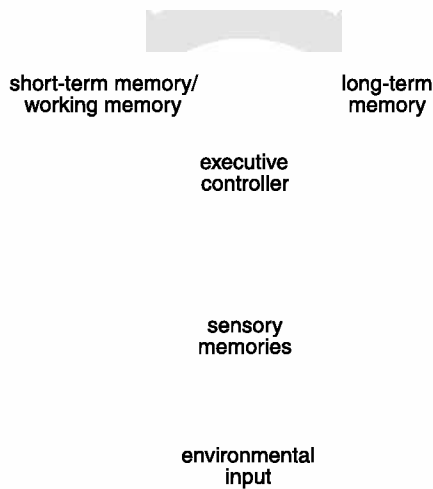 short-term memory/
working memory
long-term
memory
executive
controller
sensory
memories
environmental
input